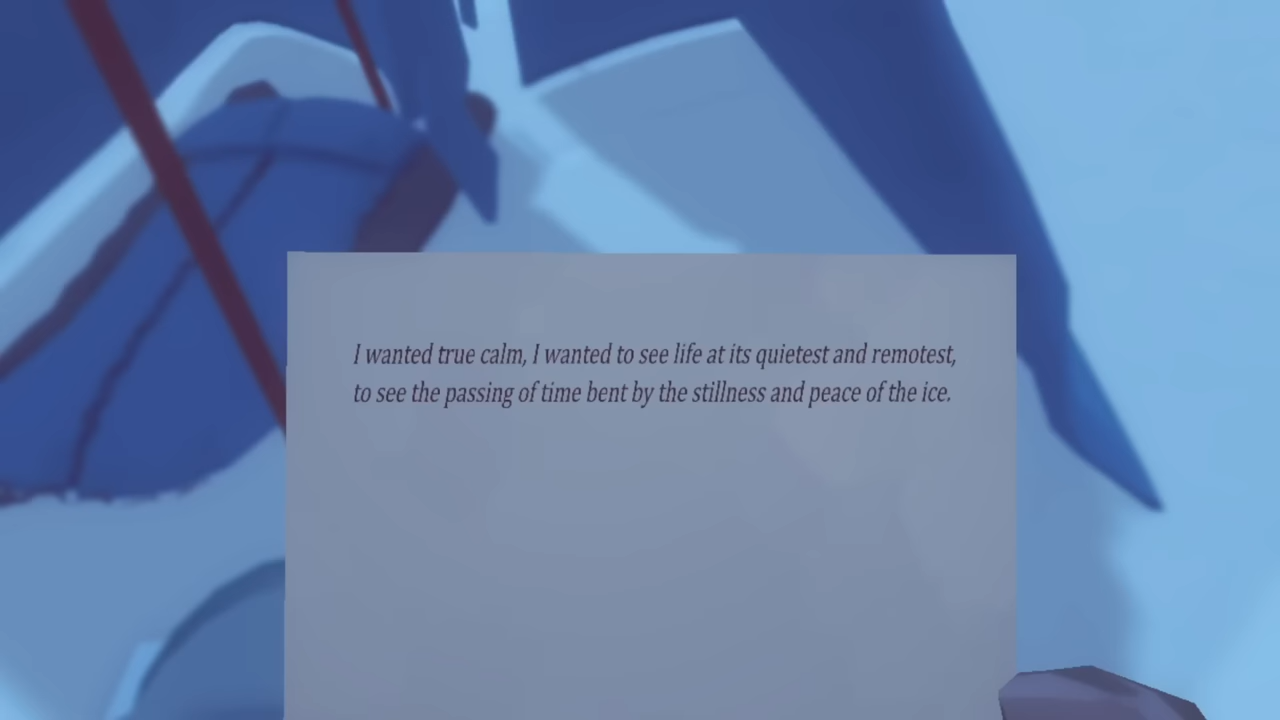 I wanted true calm, I wanted to see life at its quietest and remotest,
to see the passing of time bent by the stillness and peace of the ice.